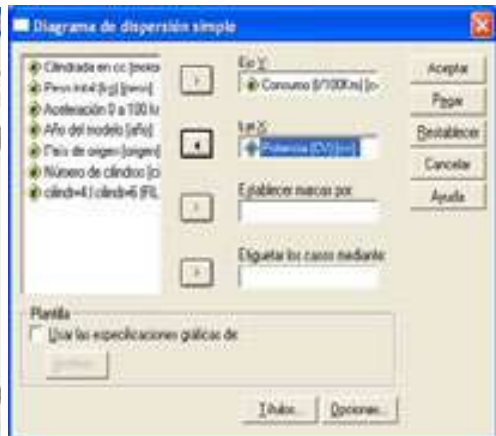 Diagrama de dispersión simple
Cilindrada en cc [motor
Peso total (kg) [peso]
Aceleración 0 a 100 k
Año del modelo [año]
País de origen [origen]
Número de cilindros [c
cilindr=4 | cilindr=6 (FIL
Eje Y:
Consumo (l/100Km) [c
Eje X:
Potencia (CV) [cv]
Establecer marcas por:
Etiquetar los casos mediante:
Aceptar
Pegar
Restablecer
Cancelar
Ayuda
Plantilla
Usar las especificaciones gráficas de:
Títulos...
Opciones...